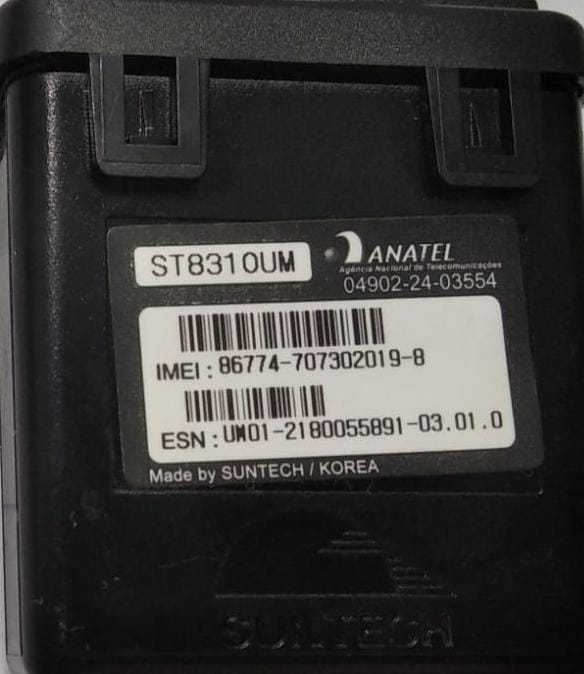 ST8310UM
ANATEL
Agência Nacional de Telecomunicações
04902-24-03554
IMEI : 86774-707302019-8
ESN : UM01-2180055891-03.01.0
Made by SUNTECH / KOREA
SUNTECH